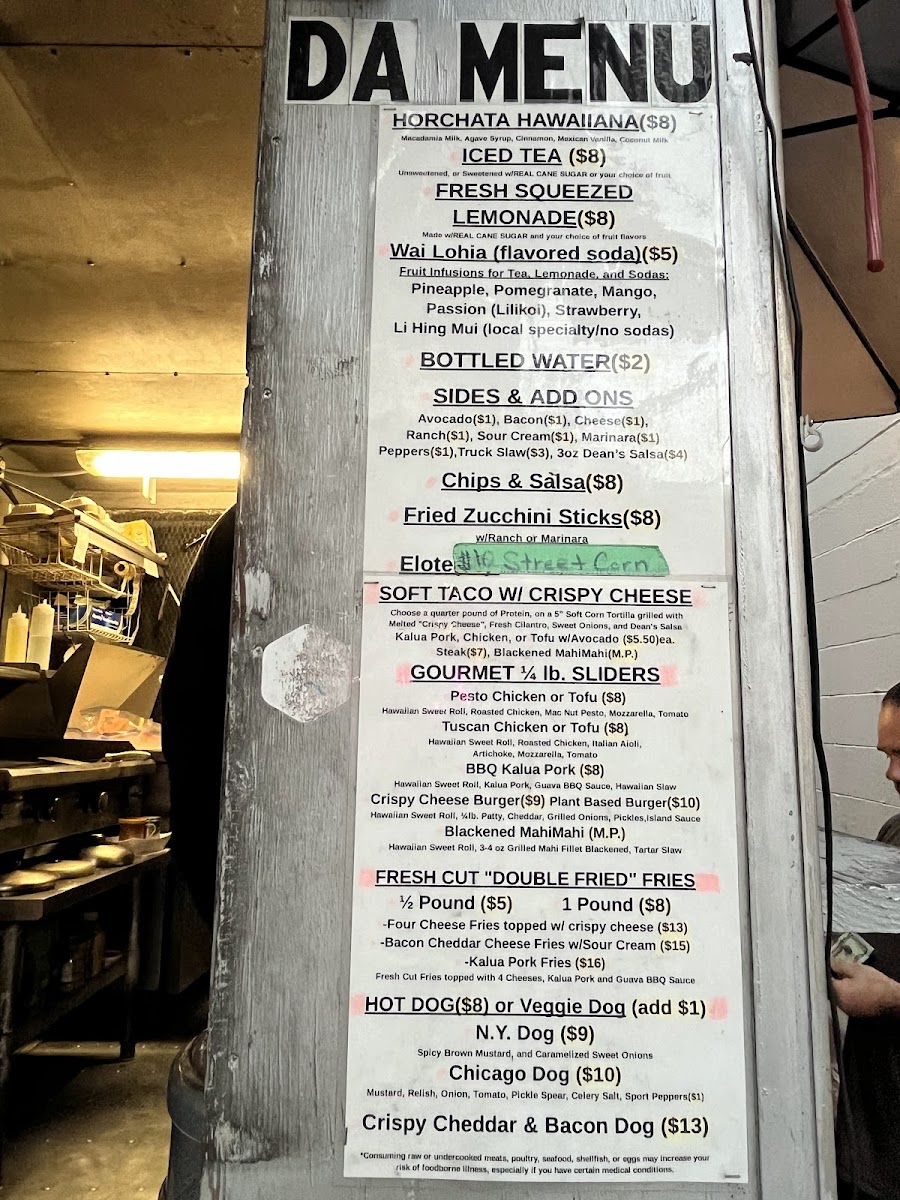 DA MENU
HORCHATA HAWAIIANA($8)
Macadamia Milk, Agave Syrup, Cinnamon, Mexican Vanilla, Coconut Milk
ICED TEA ($8)
Unsweetened, or Sweetened w/REAL CANE SUGAR or your choice of fruit
FRESH SQUEEZED
LEMONADE($8)
Made w/REAL CANE SUGAR and your choice of fruit flavors
Wai Lohia (flavored soda)($5)
Fruit Infusions for Tea, Lemonade, and Sodas:
Pineapple, Pomegranate, Mango,
Passion (Lilikoi), Strawberry,
Li Hing Mui (local specialty/no sodas)
BOTTLED WATER($2)
SIDES & ADD ONS
Avocado($1), Bacon($1), Cheese($1),
Ranch($1), Sour Cream($1), Marinara($1)
Peppers($1),Truck Slaw($3), 3oz Dean's Salsa($4)
Chips & Salsa($8)
Fried Zucchini Sticks($8)
w/Ranch or Marinara
Elote $10 Street Corn
SOFT TACO W/ CRISPY CHEESE
Choose a quarter pound of Protein, on a 5" Soft Corn Tortilla grilled with
Melted "Crispy Cheese", Fresh Cilantro, Sweet Onions, and Dean's Salsa
Kalua Pork, Chicken, or Tofu w/Avocado ($5.50)ea.
Steak($7), Blackened MahiMahi(M.P.)
GOURMET ¼ lb. SLIDERS
Pesto Chicken or Tofu ($8)
Hawaiian Sweet Roll, Roasted Chicken, Mac Nut Pesto, Mozzarella, Tomato
Tuscan Chicken or Tofu ($8)
Hawaiian Sweet Roll, Roasted Chicken, Italian Aioli,
Artichoke, Mozzarella, Tomato
BBQ Kalua Pork ($8)
Hawaiian Sweet Roll, Kalua Pork, Guava BBQ Sauce, Hawaiian Slaw
Crispy Cheese Burger($9) Plant Based Burger($10)
Hawaiian Sweet Roll, ¼lb. Patty, Cheddar, Grilled Onions, Pickles,Island Sauce
Blackened MahiMahi (M.P.)
Hawaiian Sweet Roll, 3-4 oz Grilled Mahi Fillet Blackened, Tartar Slaw
FRESH CUT "DOUBLE FRIED" FRIES
½ Pound ($5) 1 Pound ($8)
-Four Cheese Fries topped w/ crispy cheese ($13)
-Bacon Cheddar Cheese Fries w/Sour Cream ($15)
-Kalua Pork Fries ($16)
Fresh Cut Fries topped with 4 Cheeses, Kalua Pork and Guava BBQ Sauce
HOT DOG($8) or Veggie Dog (add $1)
N.Y. Dog ($9)
Spicy Brown Mustard, and Caramelized Sweet Onions
Chicago Dog ($10)
Mustard, Relish, Onion, Tomato, Pickle Spear, Celery Salt, Sport Peppers($1)
Crispy Cheddar & Bacon Dog ($13)
*Consuming raw or undercooked meats, poultry, seafood, shellfish, or eggs may increase your
risk of foodborne illness, especially if you have certain medical conditions.